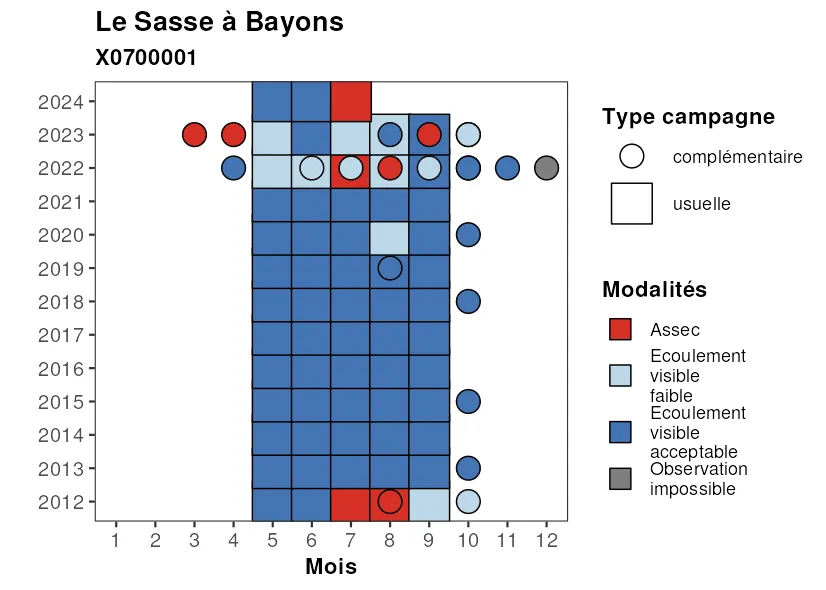 Le Sasse à Bayons
X0700001
2024
2023
2022
2021
2020
2019
2018
2017
2016
2015
2014
2013
2012
1 2 3 4 5 6 7 8 9 10 11 12
Mois
Type campagne
complémentaire
usuelle
Modalités
Assec
Ecoulement
visible
faible
Ecoulement
visible
acceptable
Observation
impossible